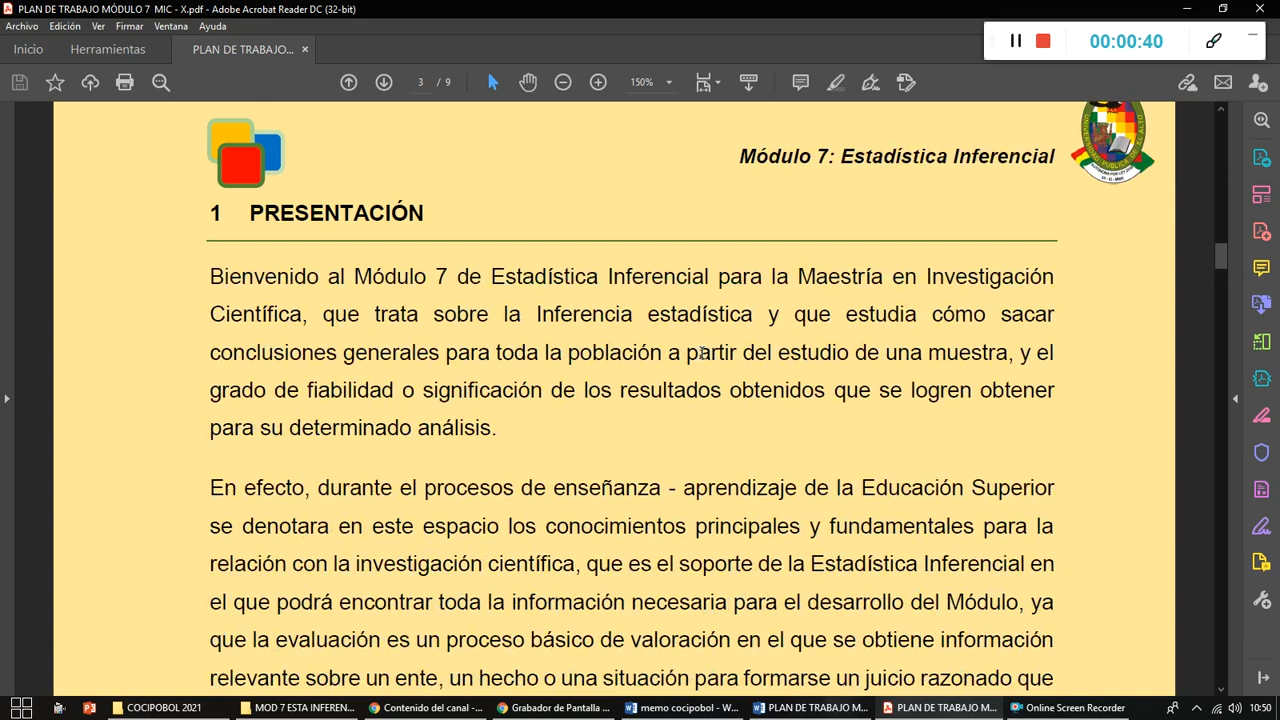 PLAN DE TRABAJO MÓDULO 7  MIC - X.pdf - Adobe Acrobat Reader DC (32-bit)
Archivo Edición Ver Firmar Ventana Ayuda
Inicio Herramientas PLAN DE TRABAJO... ×
00:00:40
3 / 9 150%
Módulo 7: Estadística Inferencial
UNIVERSIDAD PUBLICA DE EL ALTO
1 PRESENTACIÓN
Bienvenido al Módulo 7 de Estadística Inferencial para la Maestría en Investigación
Científica, que trata sobre la Inferencia estadística y que estudia cómo sacar
conclusiones generales para toda la población a partir del estudio de una muestra, y el
grado de fiabilidad o significación de los resultados obtenidos que se logren obtener
para su determinado análisis.
En efecto, durante el procesos de enseñanza - aprendizaje de la Educación Superior
se denotara en este espacio los conocimientos principales y fundamentales para la
relación con la investigación científica, que es el soporte de la Estadística Inferencial en
el que podrá encontrar toda la información necesaria para el desarrollo del Módulo, ya
que la evaluación es un proceso básico de valoración en el que se obtiene información
relevante sobre un ente, un hecho o una situación para formarse un juicio razonado que
COCIPOBOL 2021 MOD 7 ESTA INFEREN... Contenido del canal -... Grabador de Pantalla ... memo cocipobol - W... PLAN DE TRABAJO M... PLAN DE TRABAJO M... Online Screen Recorder 10:50